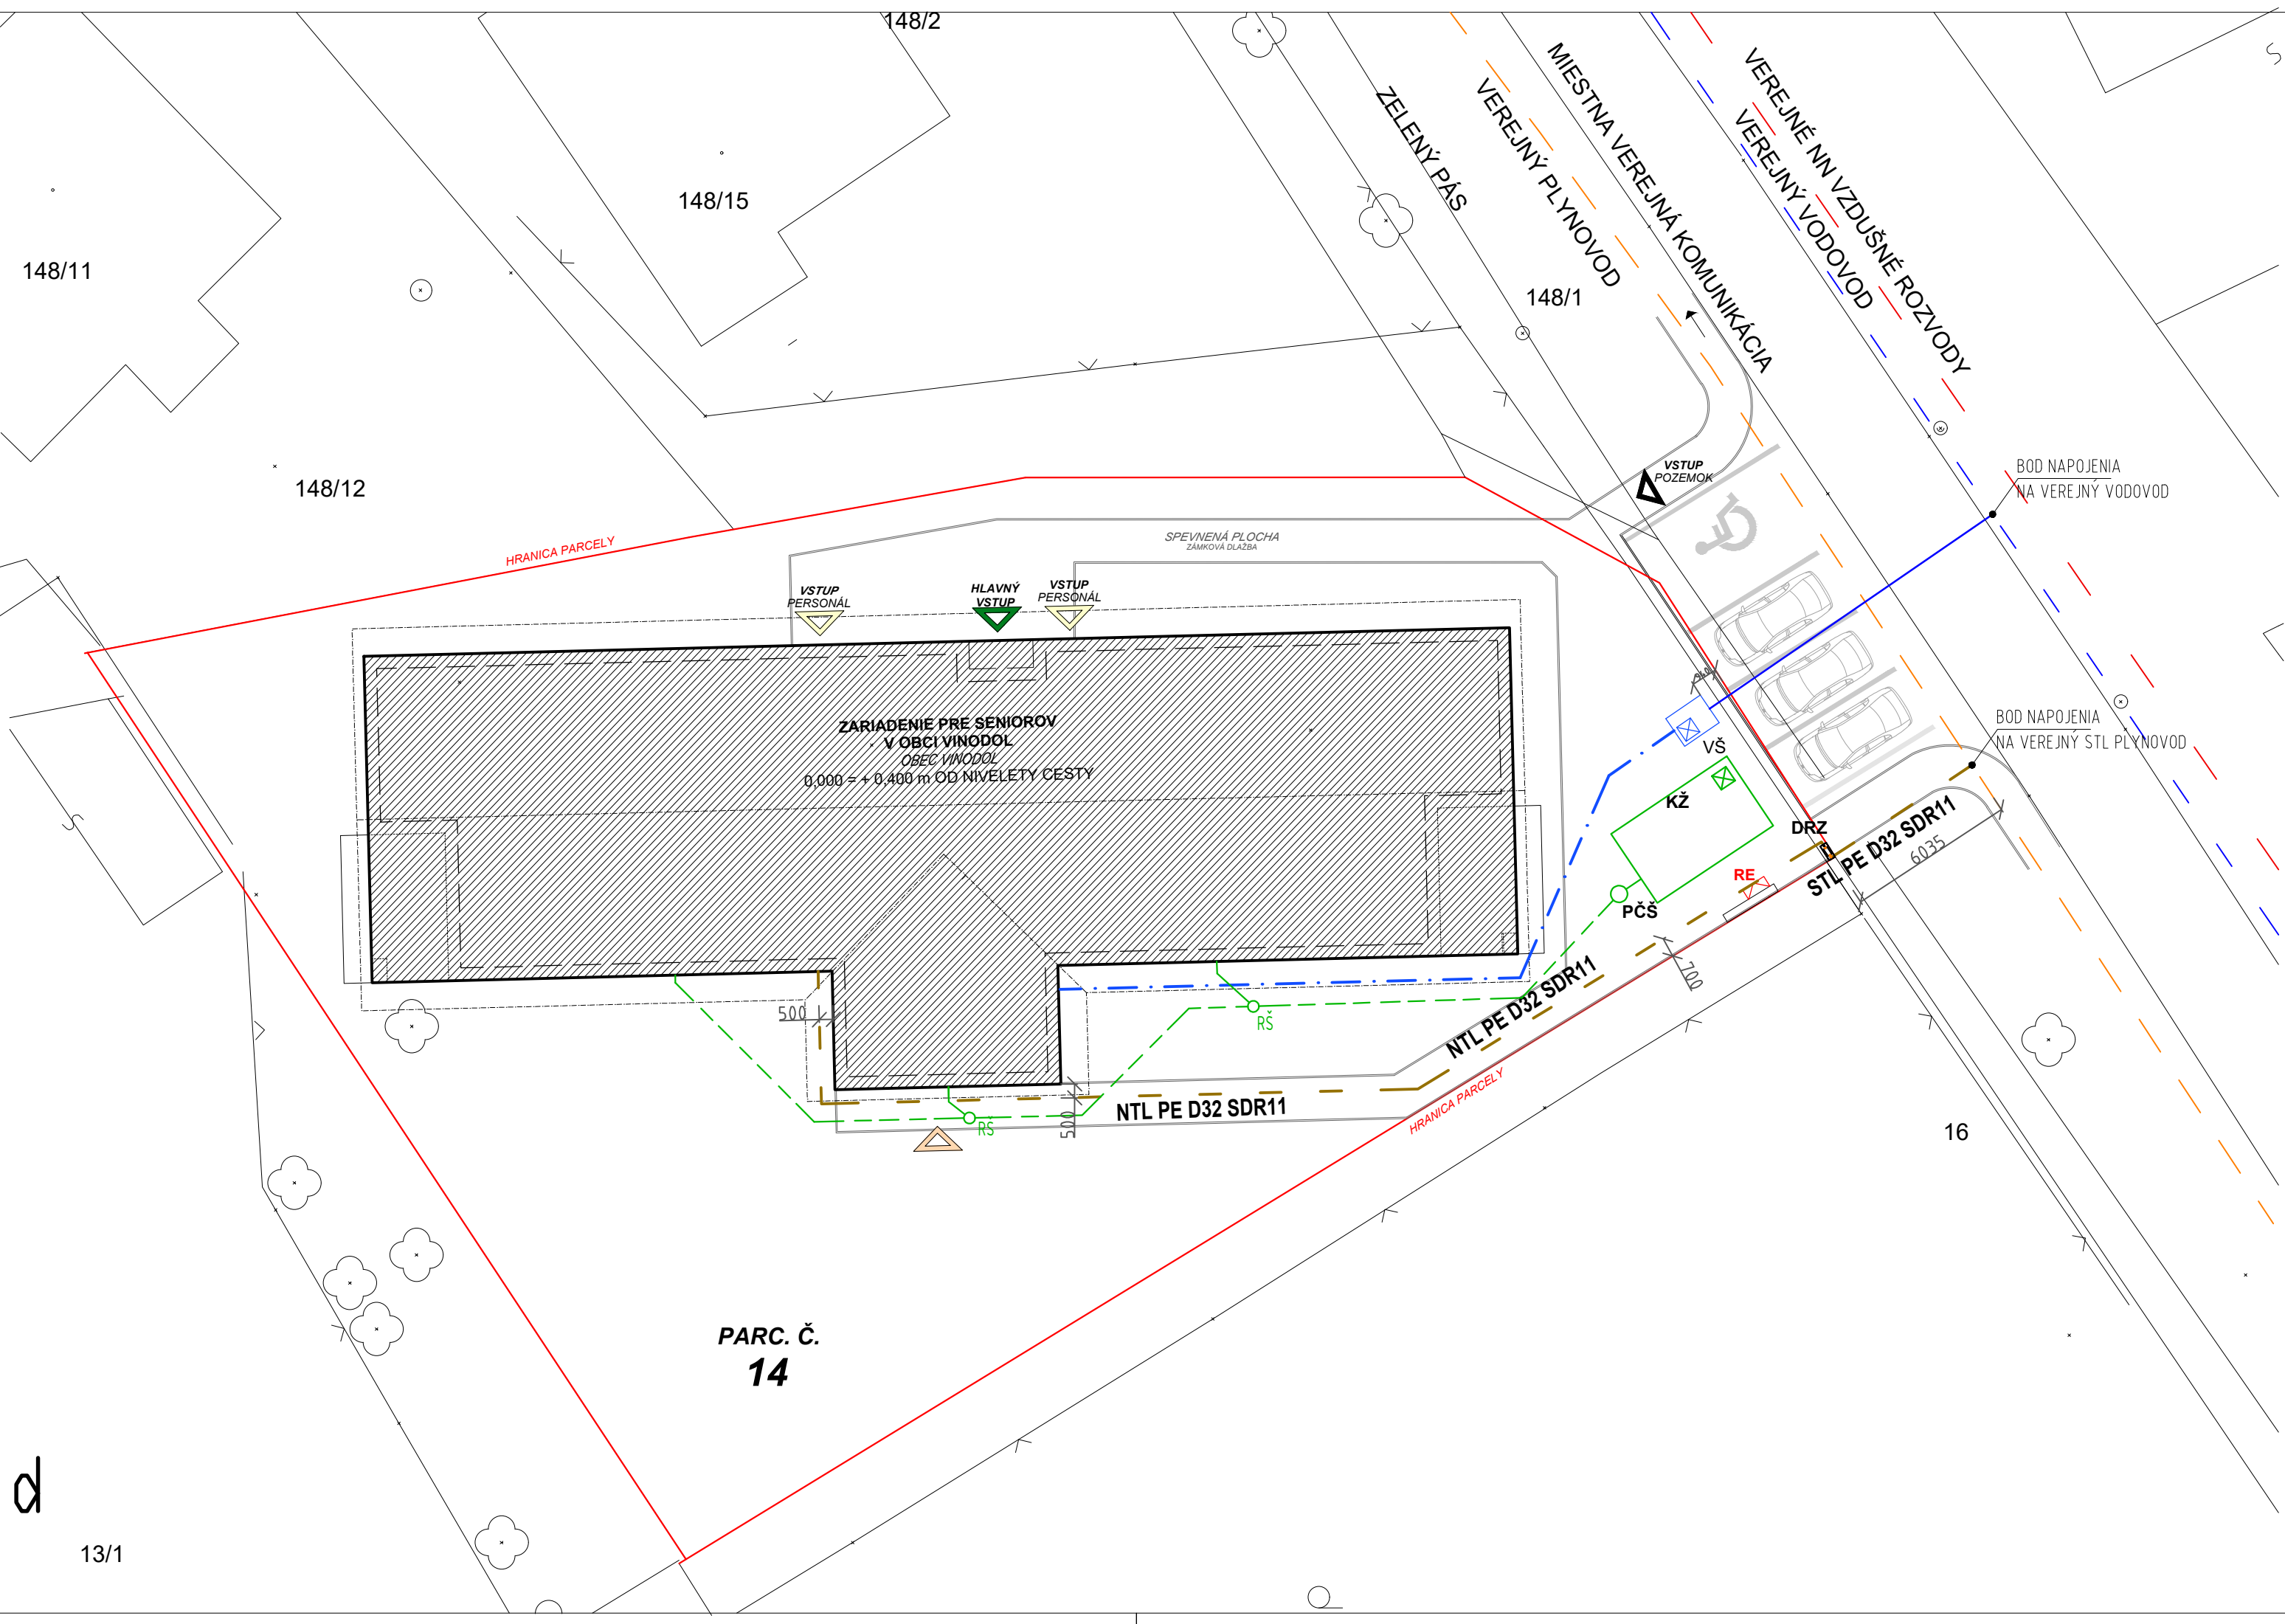 148/2
148/15
148/11
148/12
148/1
ZELENÝ PÁS
VEREJNÝ PLYNOVOD
MIESTNA VEREJNÁ KOMUNIKÁCIA
VEREJNÉ NN VZDUŠNÉ ROZVODY
VEREJNÝ VODOVOD
BOD NAPOJENIA
NA VEREJNÝ VODOVOD
VSTUP
POZEMOK
HRANICA PARCELY
SPEVNENÁ PLOCHA
ZÁMKOVÁ DLAŽBA
VSTUP
PERSONÁL
HLAVNÝ
VSTUP
VSTUP
PERSONÁL
ZARIADENIE PRE SENIOROV
V OBCI VINODOL
OBEC VINODOL
0,000 = + 0,400 m OD NIVELETY CESTY
BOD NAPOJENIA
NA VEREJNÝ STL PLYNOVOD
VŠ
KŽ
DRZ
STL PE D32 SDR11
6035
RE
PČŠ
700
NTL PE D32 SDR11
500
RŠ
NTL PE D32 SDR11
500
RŠ
HRANICA PARCELY
16
PARC. Č.
14
d
13/1